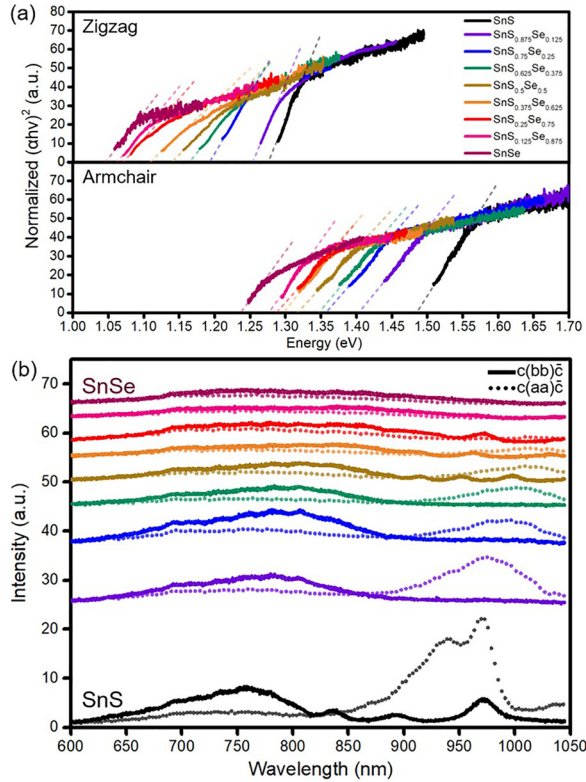 (a)
Zigzag
70
60
50
40
30
20
10
0
SnS
SnS0.875Se0.125
SnS0.75Se0.25
SnS0.625Se0.375
SnS0.5Se0.5
SnS0.375Se0.625
SnS0.25Se0.75
SnS0.125Se0.875
SnSe
Normalized (αhν)² (a.u.)
Armchair
70
60
50
40
30
20
10
0
1.00 1.05 1.10 1.15 1.20 1.25 1.30 1.35 1.40 1.45 1.50 1.55 1.60 1.65 1.70
Energy (eV)
(b)
c(bb)c̄
c(aa)c̄
SnSe
70
60
50
40
30
20
10
0
Intensity (a.u.)
SnS
600 650 700 750 800 850 900 950 1000 1050
Wavelength (nm)